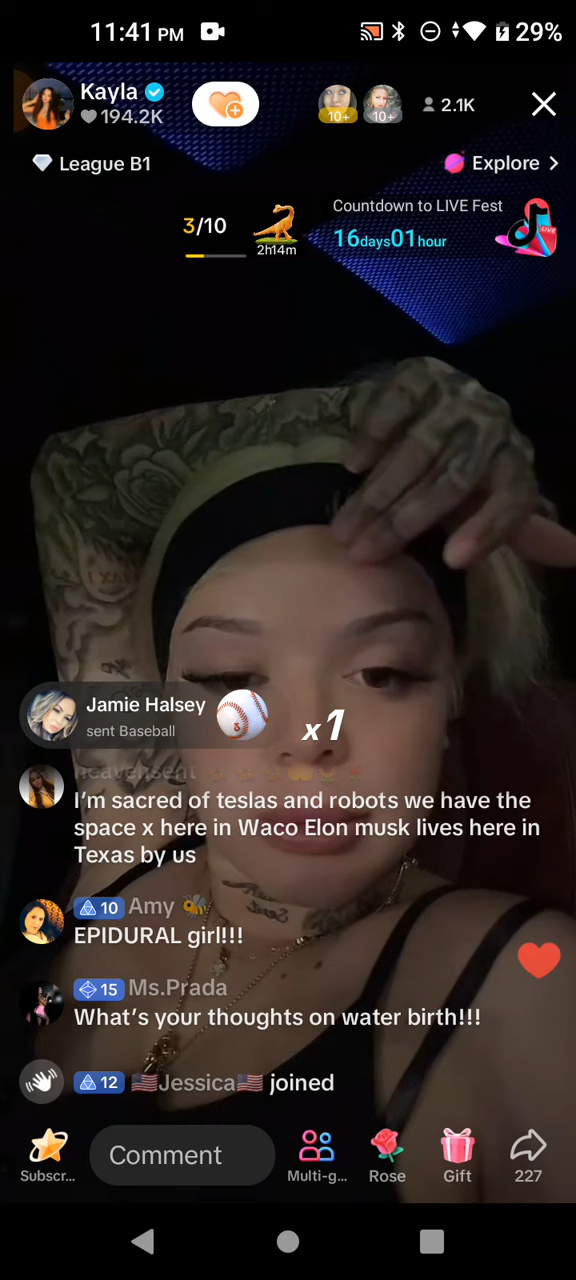 11:41 PM
29%
Kayla
194.2K
10+
10+
2.1K
League B1
Explore
3/10
2h14m
Countdown to LIVE Fest
16days01hour
LIVE
Jamie Halsey
sent Baseball
x1
heavensent
I'm sacred of teslas and robots we have the
space x here in Waco Elon musk lives here in
Texas by us
10 Amy
EPIDURAL girl!!!
15 Ms.Prada
What's your thoughts on water birth!!!
12 Jessica joined
Subscr...
Comment
Multi-g...
Rose
Gift
227